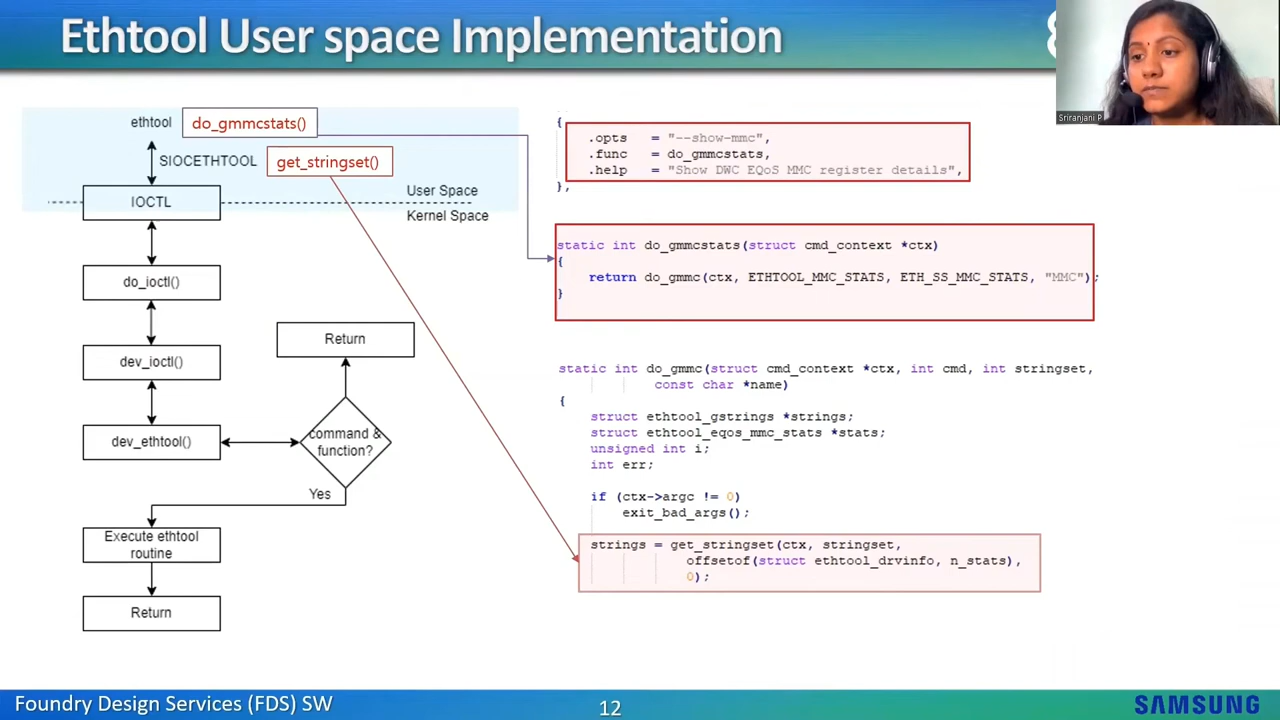 Ethtool User space Implementation
Sriranjani P
ethtool
do_gmmcstats()
SIOCETHTOOL
get_stringset()
User Space
IOCTL
Kernel Space
do_ioctl()
dev_ioctl()
dev_ethtool()
Return
command &
function?
Yes
Execute ethtool
routine
Return
{
.opts = "--show-mmc",
.func = do_gmmcstats,
.help = "Show DWC EQoS MMC register details",
},
static int do_gmmcstats(struct cmd_context *ctx)
{
return do_gmmc(ctx, ETHTOOL_MMC_STATS, ETH_SS_MMC_STATS, "MMC");
}
static int do_gmmc(struct cmd_context *ctx, int cmd, int stringset,
const char *name)
{
struct ethtool_gstrings *strings;
struct ethtool_eqos_mmc_stats *stats;
unsigned int i;
int err;
if (ctx->argc != 0)
exit_bad_args();
strings = get_stringset(ctx, stringset,
offsetof(struct ethtool_drvinfo, n_stats),
0);
Foundry Design Services (FDS) SW
12
SAMSUNG